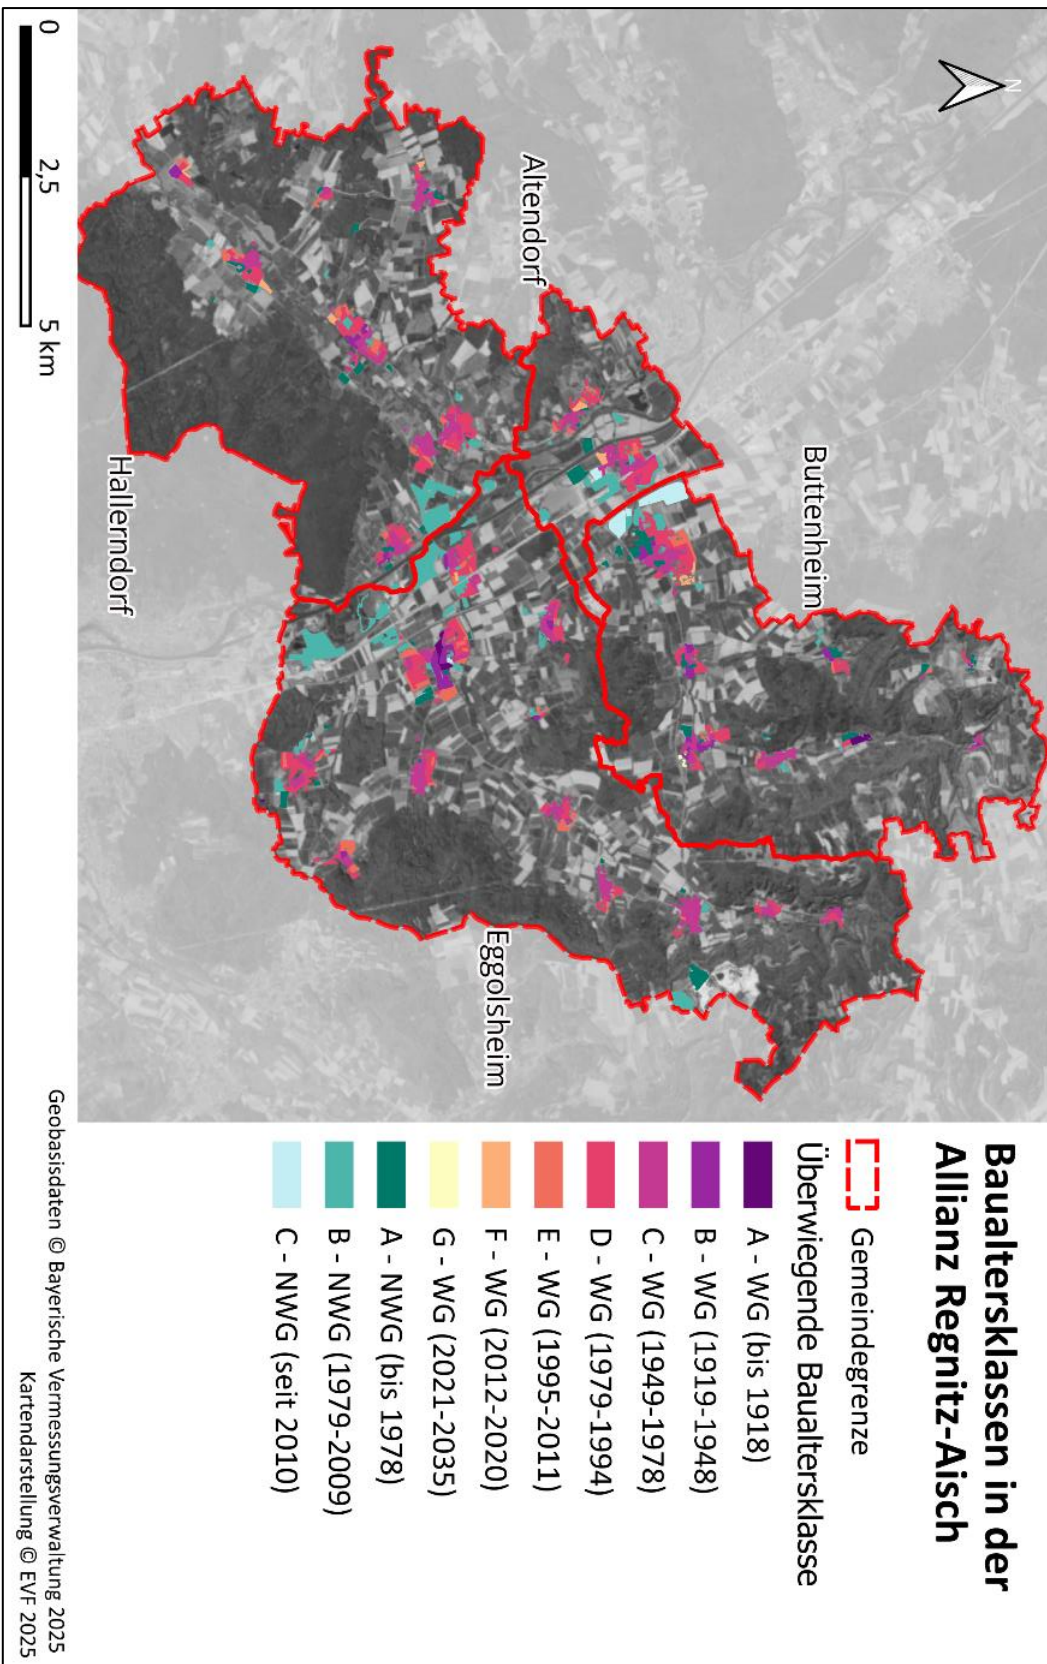 Baualtersklassen in der
Allianz Regnitz-Aisch
Gemeindegrenze
Überwiegende Baualtersklasse
A - WG (bis 1918)
B - WG (1919-1948)
C - WG (1949-1978)
D - WG (1979-1994)
E - WG (1995-2011)
F - WG (2012-2020)
G - WG (2021-2035)
A - NWG (bis 1978)
B - NWG (1979-2009)
C - NWG (seit 2010)
N
Buttenheim
Altendorf
Eggolsheim
Hallerndorf
0 2,5 5 km
Geobasisdaten © Bayerische Vermessungsverwaltung 2025
Kartendarstellung © EVF 2025